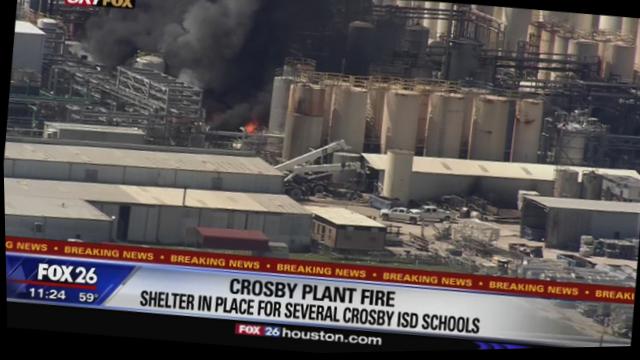 SKYFOX
G NEWS • BREAKING NEWS • BREAKING NEWS • BREAKING NEWS • BREAKING NEWS • BREAKING NEWS • BREAKI
FOX 26
11:24 59°
CROSBY PLANT FIRE
SHELTER IN PLACE FOR SEVERAL CROSBY ISD SCHOOLS
FOX 26 houston.com